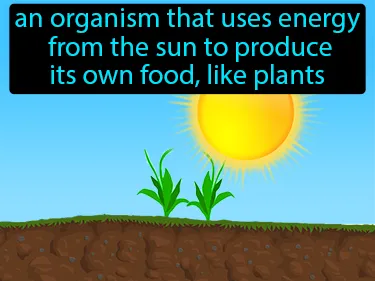 an organism that uses energy
from the sun to produce
its own food, like plants